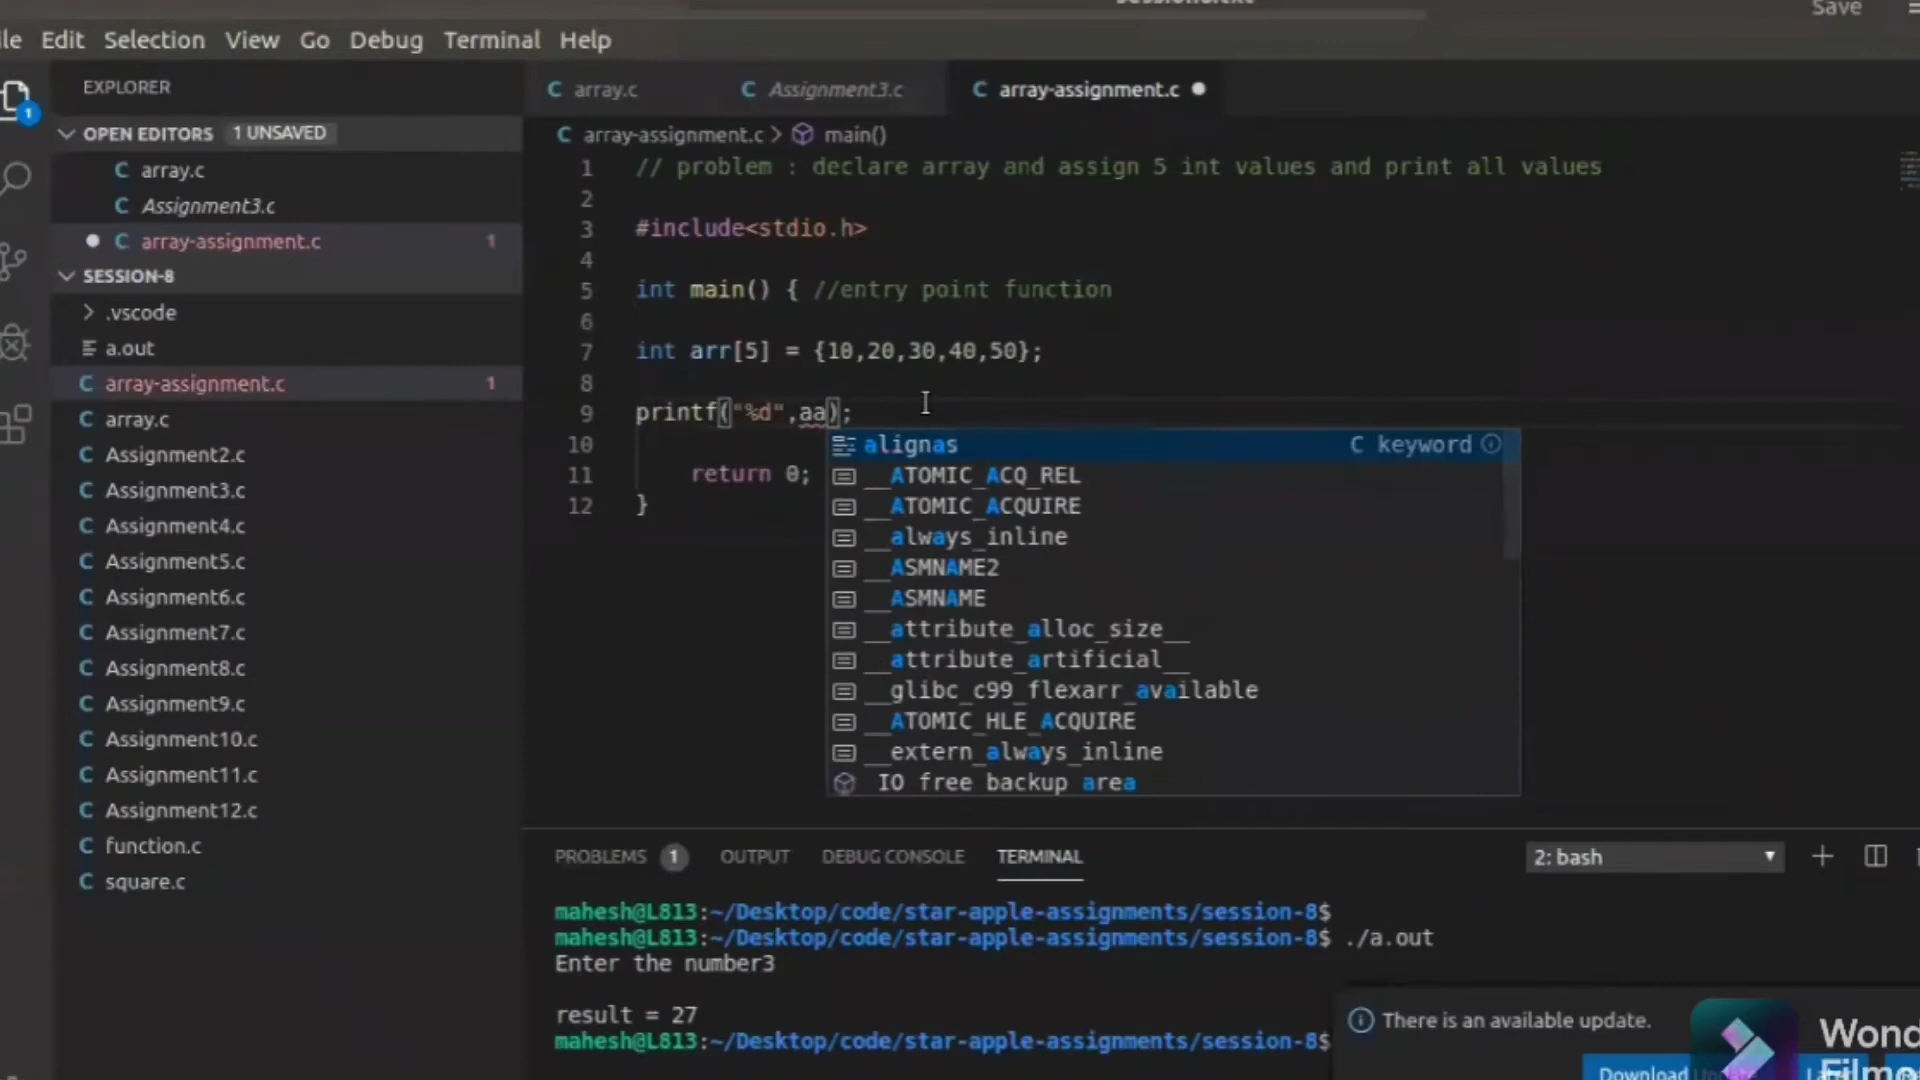 Save
le Edit Selection View Go Debug Terminal Help
EXPLORER
OPEN EDITORS 1 UNSAVED
C array.c
C Assignment3.c
C array-assignment.c 1
SESSION-8
.vscode
a.out
C array-assignment.c 1
C array.c
C Assignment2.c
C Assignment3.c
C Assignment4.c
C Assignment5.c
C Assignment6.c
C Assignment7.c
C Assignment8.c
C Assignment9.c
C Assignment10.c
C Assignment11.c
C Assignment12.c
C function.c
C square.c
1
C array.c C Assignment3.c C array-assignment.c
C array-assignment.c > main()
1 // problem : declare array and assign 5 int values and print all values
2
3 #include<stdio.h>
4
5 int main() { //entry point function
6
7 int arr[5] = {10,20,30,40,50};
8
9 printf("%d",aa);
10
11 return 0;
12 }
alignas C keyword
__ATOMIC_ACQ_REL
__ATOMIC_ACQUIRE
__always_inline
__ASMNAME2
__ASMNAME
__attribute_alloc_size__
__attribute_artificial__
__glibc_c99_flexarr_available
__ATOMIC_HLE_ACQUIRE
__extern_always_inline
_IO_free_backup_area
PROBLEMS 1 OUTPUT DEBUG CONSOLE TERMINAL 2: bash
mahesh@L813:~/Desktop/code/star-apple-assignments/session-8$
mahesh@L813:~/Desktop/code/star-apple-assignments/session-8$ ./a.out
Enter the number3
result = 27
mahesh@L813:~/Desktop/code/star-apple-assignments/session-8$
There is an available update.
Download